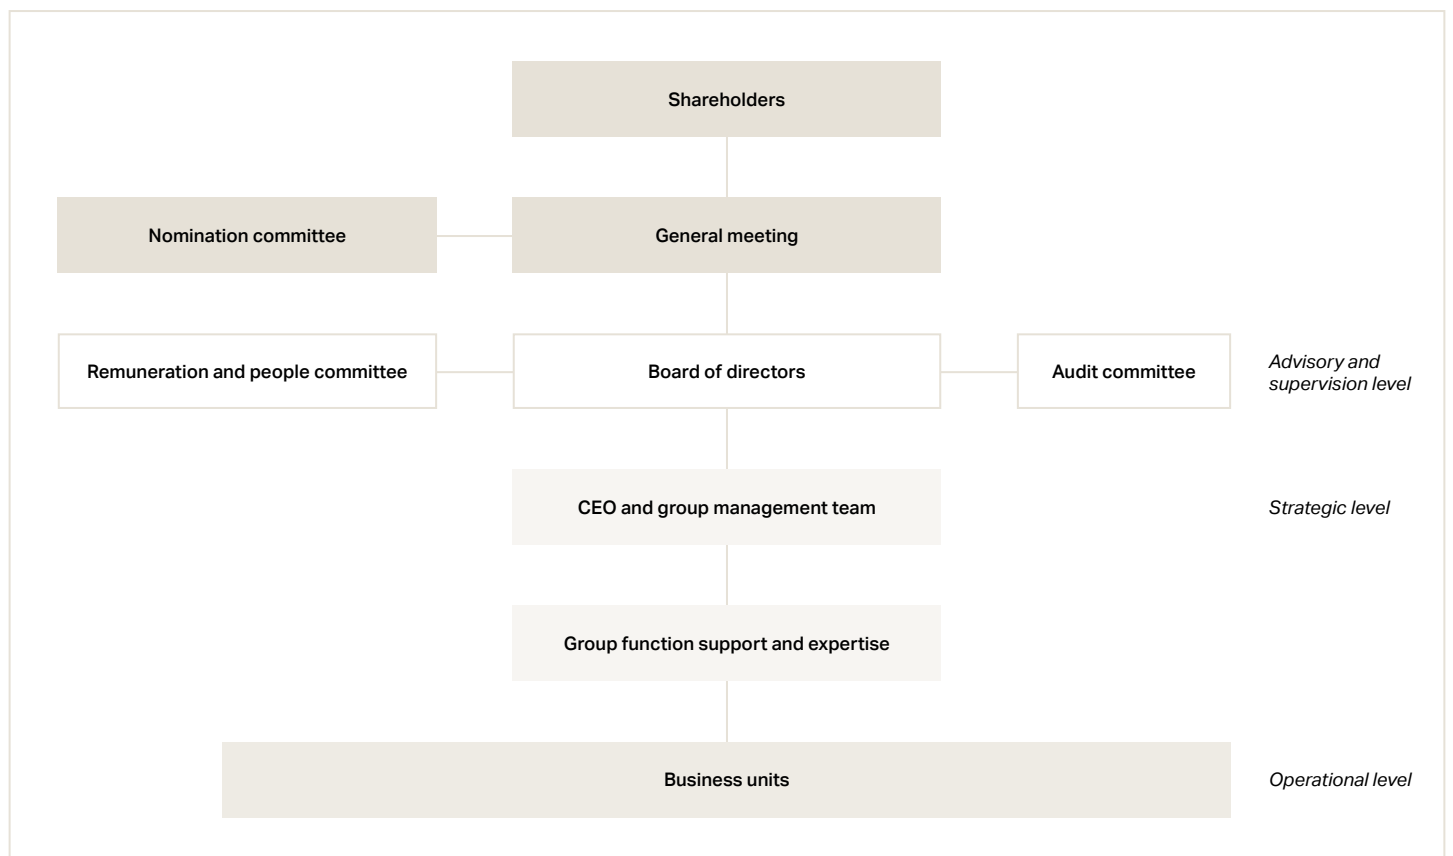 Shareholders
Nomination committee
General meeting
Remuneration and people committee
Board of directors
Audit committee
Advisory and
supervision level
CEO and group management team
Strategic level
Group function support and expertise
Business units
Operational level